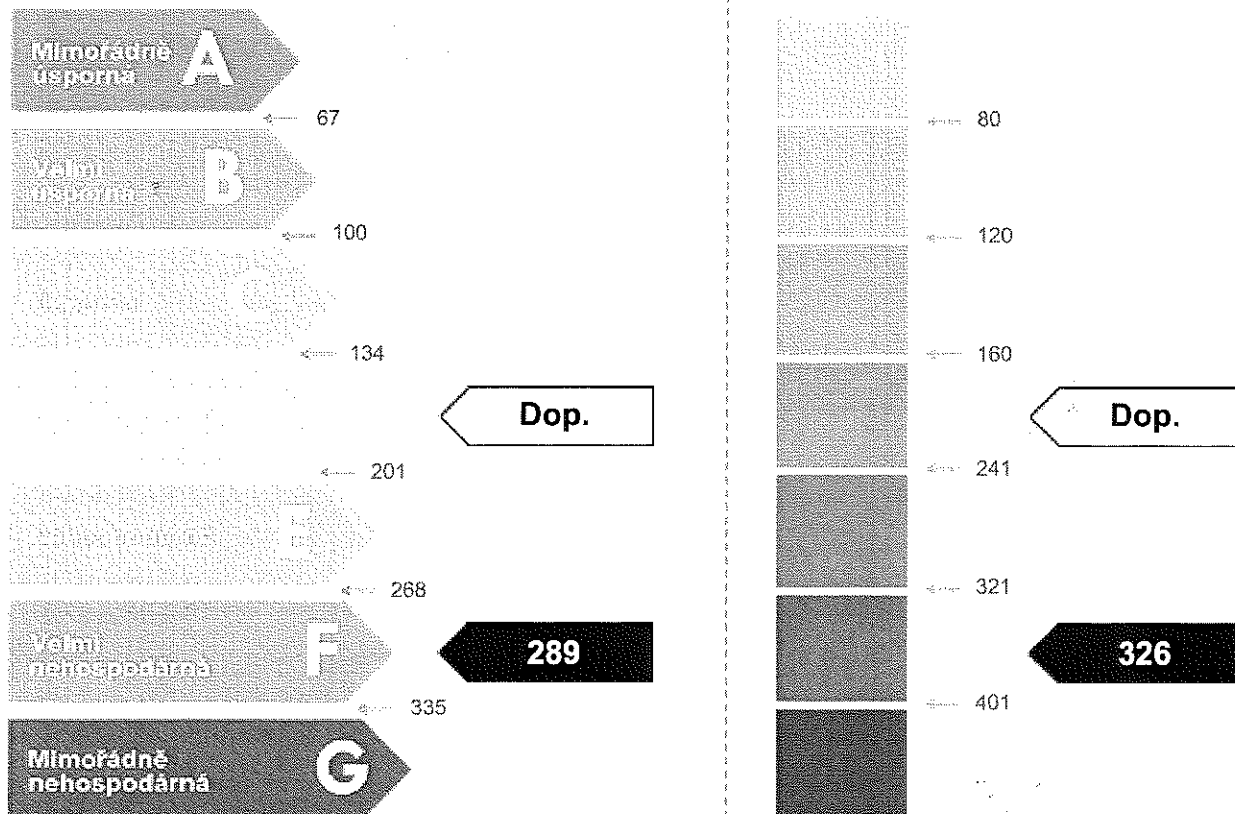 Mimořádně
úsporná A
67
Velmi
úsporná B
100
C
134
Dop.
201
E
268
Velmi
nehospodárná F
289
335
Mimořádně
nehospodárná G
80
120
160
Dop.
241
321
326
401